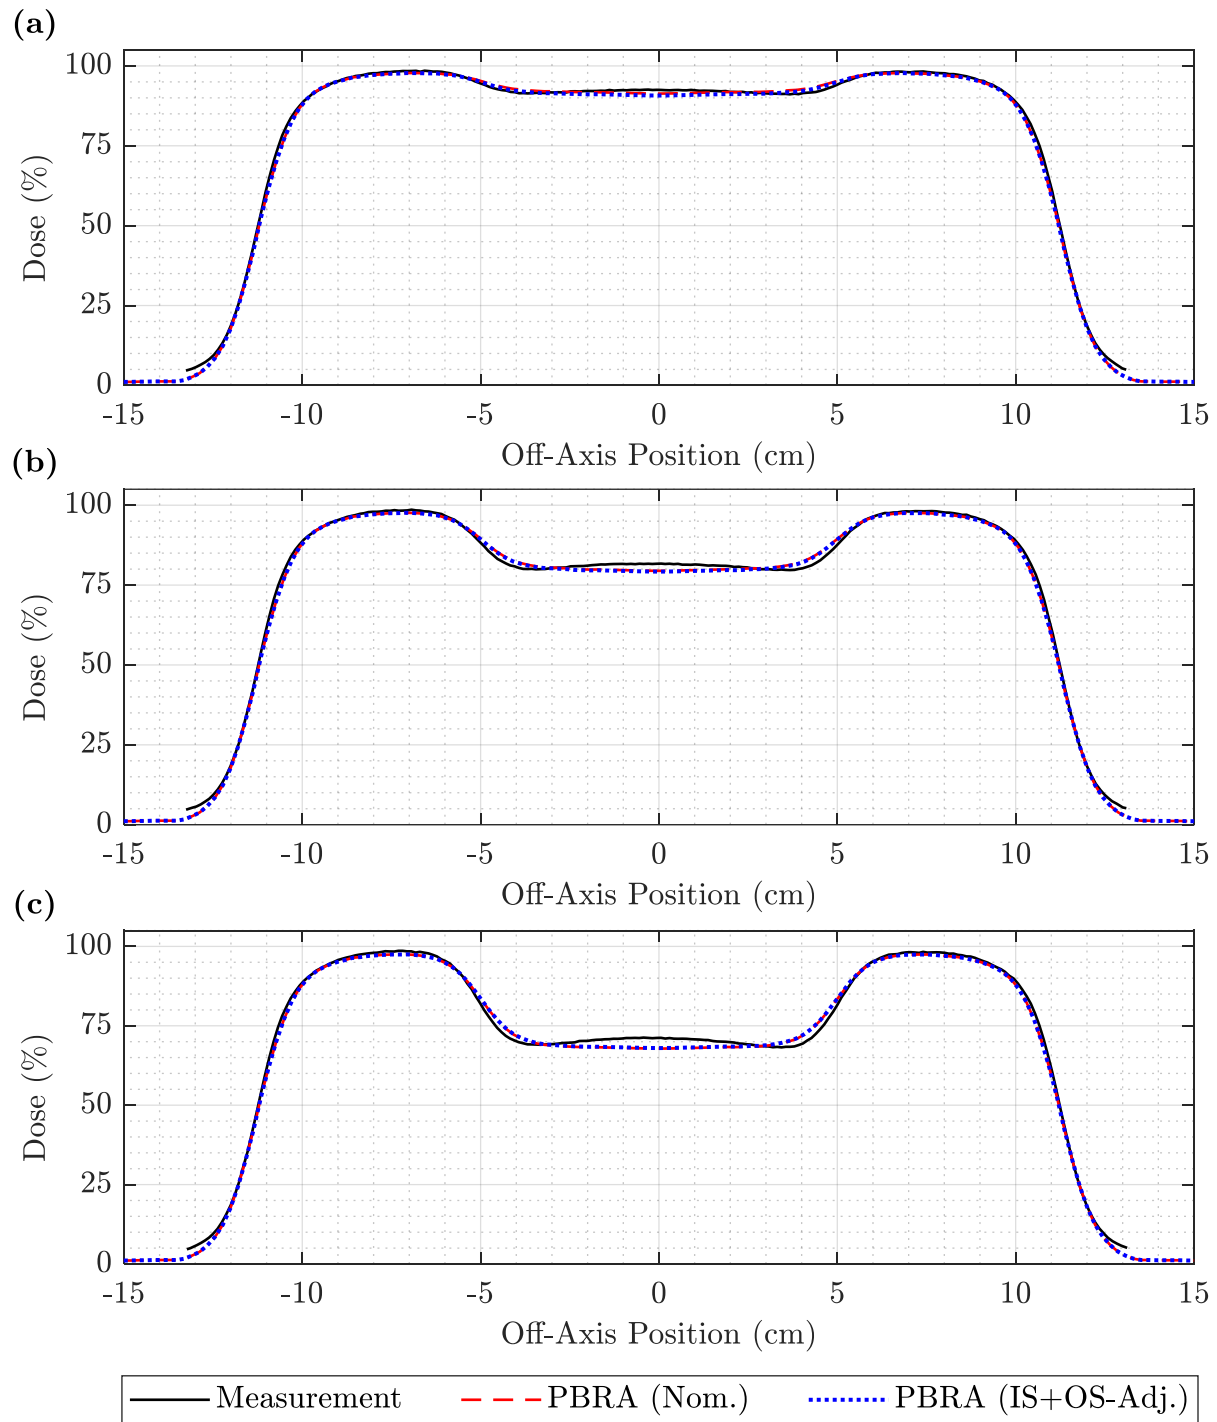 (a)
100
75
50
25
0
Dose (%)
-15 -10 -5 0 5 10 15
Off-Axis Position (cm)
(b)
100
75
50
25
0
Dose (%)
-15 -10 -5 0 5 10 15
Off-Axis Position (cm)
(c)
100
75
50
25
0
Dose (%)
-15 -10 -5 0 5 10 15
Off-Axis Position (cm)
Measurement PBRA (Nom.) PBRA (IS+OS-Adj.)